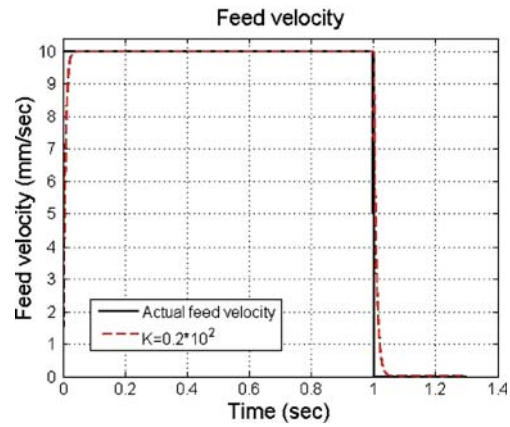 Feed velocity
Feed velocity (mm/sec)
10
9
8
7
6
5
4
3
2
1
0
Actual feed velocity
K=0.2*10²
0 0.2 0.4 0.6 0.8 1 1.2 1.4
Time (sec)